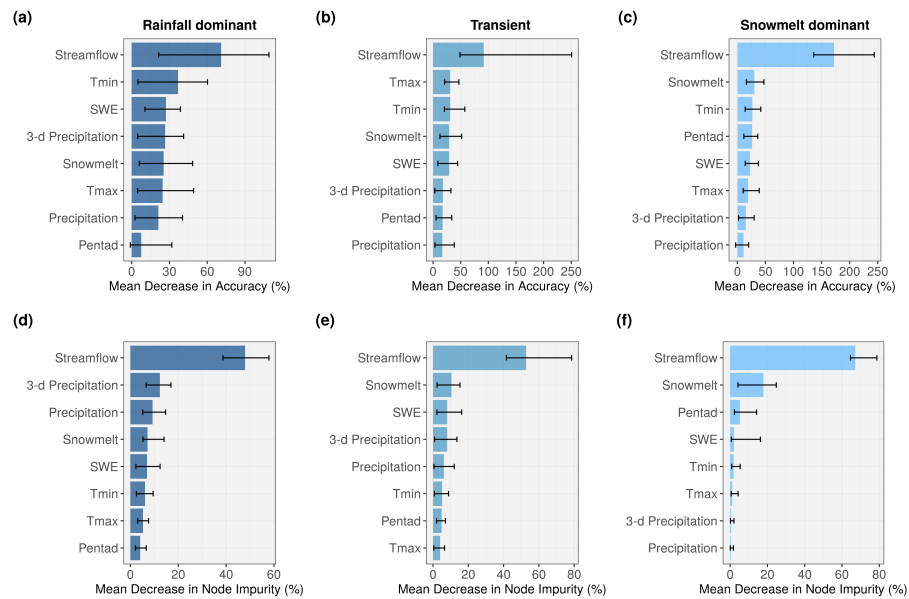 (a)
Rainfall dominant
Streamflow
Tmin
SWE
3-d Precipitation
Snowmelt
Tmax
Precipitation
Pentad
0 30 60 90
Mean Decrease in Accuracy (%)
(b)
Transient
Streamflow
Tmax
Tmin
Snowmelt
SWE
3-d Precipitation
Pentad
Precipitation
0 50 100 150 200 250
Mean Decrease in Accuracy (%)
(c)
Snowmelt dominant
Streamflow
Snowmelt
Tmin
Pentad
SWE
Tmax
3-d Precipitation
Precipitation
0 50 100 150 200 250
Mean Decrease in Accuracy (%)
(d)
Streamflow
3-d Precipitation
Precipitation
Snowmelt
SWE
Tmin
Tmax
Pentad
0 20 40 60
Mean Decrease in Node Impurity (%)
(e)
Streamflow
Snowmelt
SWE
3-d Precipitation
Precipitation
Tmin
Pentad
Tmax
0 20 40 60 80
Mean Decrease in Node Impurity (%)
(f)
Streamflow
Snowmelt
Pentad
SWE
Tmin
Tmax
3-d Precipitation
Precipitation
0 20 40 60 80
Mean Decrease in Node Impurity (%)